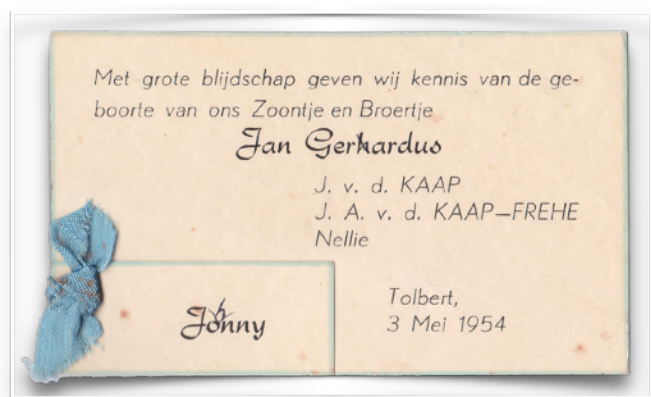 Met grote blijdschap geven wij kennis van de ge-
boorte van ons Zoontje en Broertje
Jan Gerhardus
J. v. d. KAAP
J. A. v. d. KAAP–FREHE
Nellie
Johnny
Tolbert,
3 Mei 1954